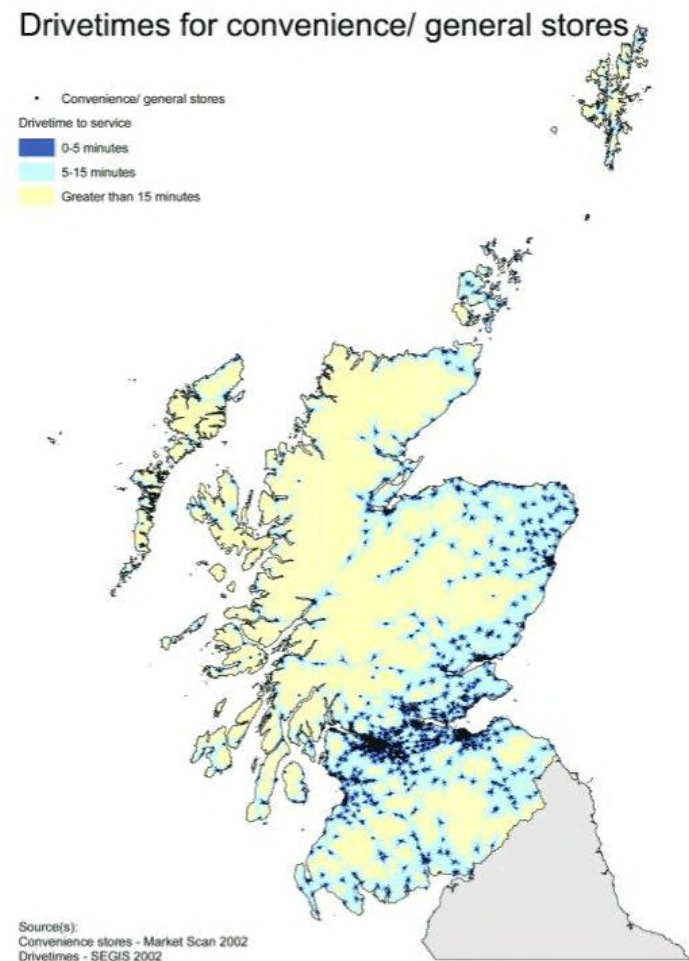 Drivetimes for convenience/ general stores
Convenience/ general stores
Drivetime to service
0-5 minutes
5-15 minutes
Greater than 15 minutes
Source(s):
Convenience stores - Market Scan 2002
Drivetimes - SEGIS 2002